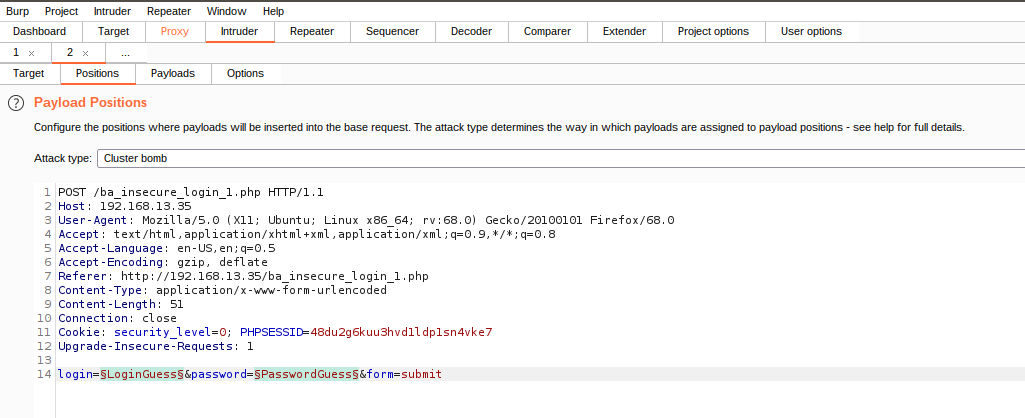 Burp Project Intruder Repeater Window Help
Dashboard Target Proxy Intruder Repeater Sequencer Decoder Comparer Extender Project options User options
1 × 2 × ...
Target Positions Payloads Options
? Payload Positions
Configure the positions where payloads will be inserted into the base request. The attack type determines the way in which payloads are assigned to payload positions - see help for full details.
Attack type: Cluster bomb
1 POST /ba_insecure_login_1.php HTTP/1.1
2 Host: 192.168.13.35
3 User-Agent: Mozilla/5.0 (X11; Ubuntu; Linux x86_64; rv:68.0) Gecko/20100101 Firefox/68.0
4 Accept: text/html,application/xhtml+xml,application/xml;q=0.9,*/*;q=0.8
5 Accept-Language: en-US,en;q=0.5
6 Accept-Encoding: gzip, deflate
7 Referer: http://192.168.13.35/ba_insecure_login_1.php
8 Content-Type: application/x-www-form-urlencoded
9 Content-Length: 51
10 Connection: close
11 Cookie: security_level=0; PHPSESSID=48du2g6kuu3hvd1ldp1sn4vke7
12 Upgrade-Insecure-Requests: 1
13
14 login=§LoginGuess§&password=§PasswordGuess§&form=submit